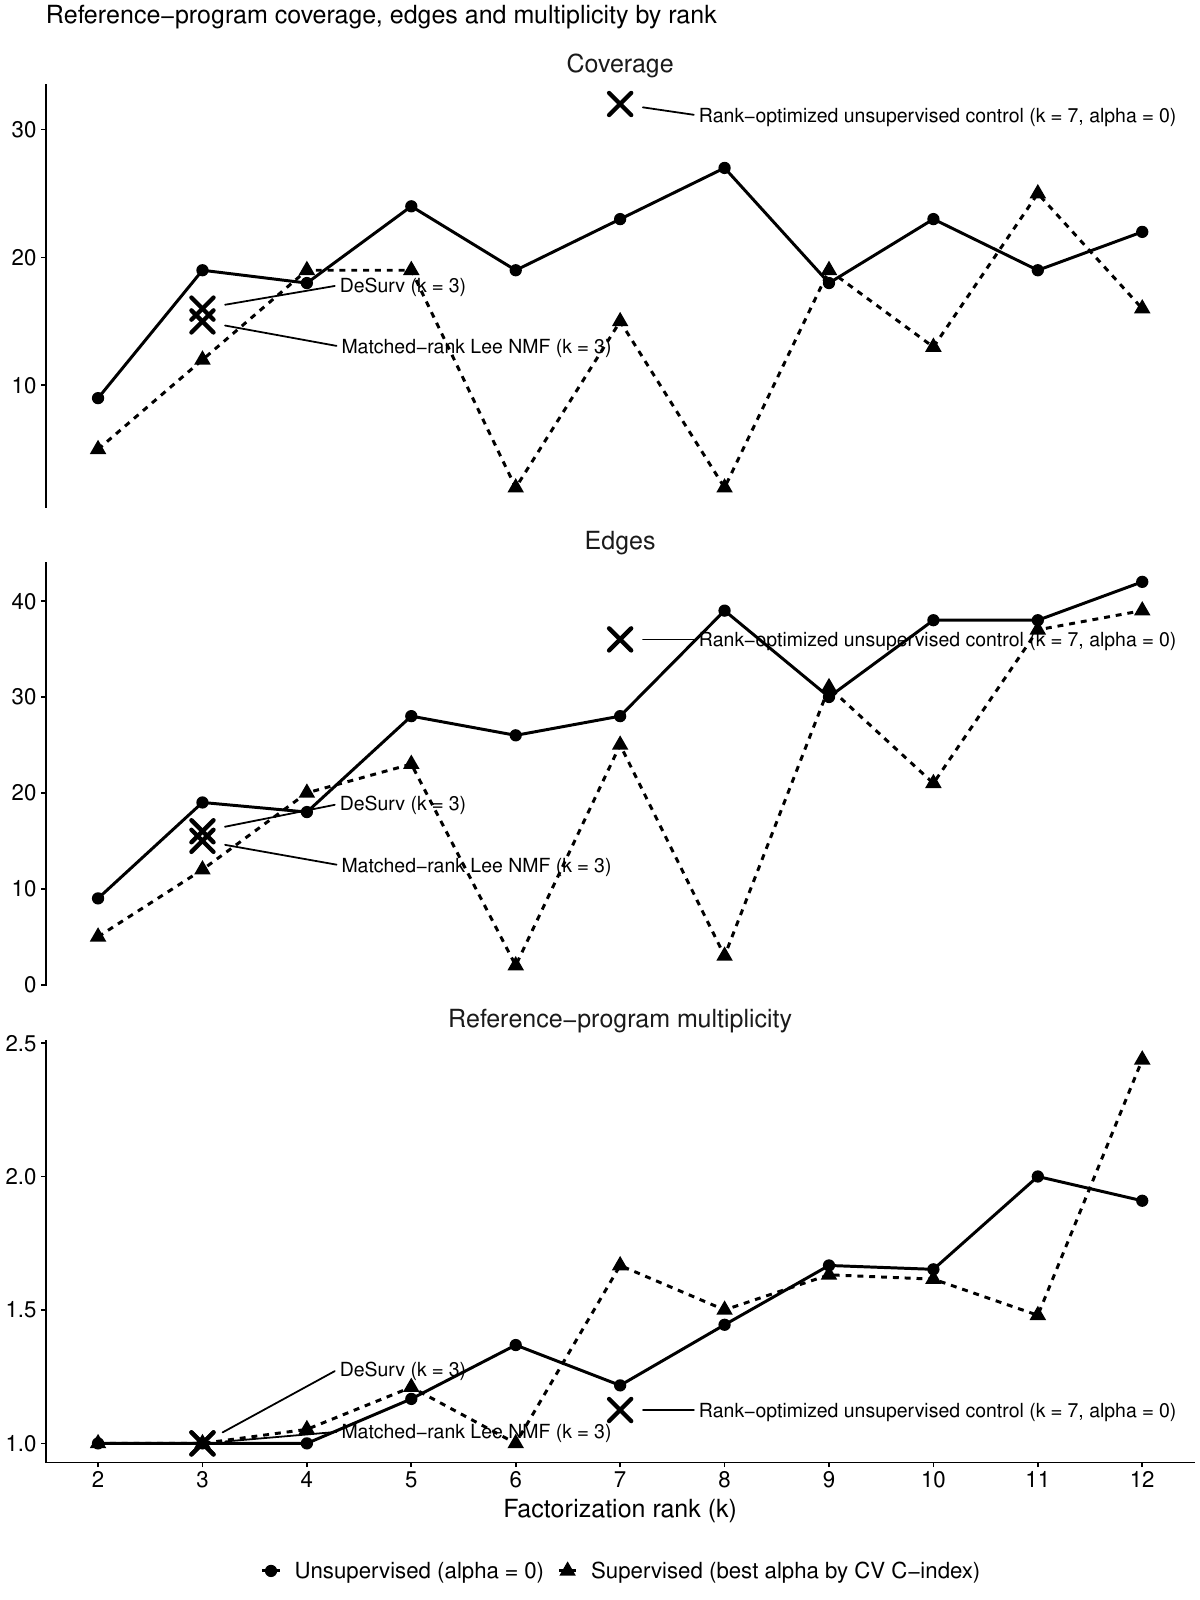 Reference−program coverage, edges and multiplicity by rank
Coverage
30
20
10
Rank−optimized unsupervised control (k = 7, alpha = 0)
DeSurv (k = 3)
Matched−rank Lee NMF (k = 3)
Edges
40
30
20
10
0
Rank−optimized unsupervised control (k = 7, alpha = 0)
DeSurv (k = 3)
Matched−rank Lee NMF (k = 3)
Reference−program multiplicity
2.5
2.0
1.5
1.0
DeSurv (k = 3)
Rank−optimized unsupervised control (k = 7, alpha = 0)
Matched−rank Lee NMF (k = 3)
2 3 4 5 6 7 8 9 10 11 12
Factorization rank (k)
Unsupervised (alpha = 0) Supervised (best alpha by CV C−index)